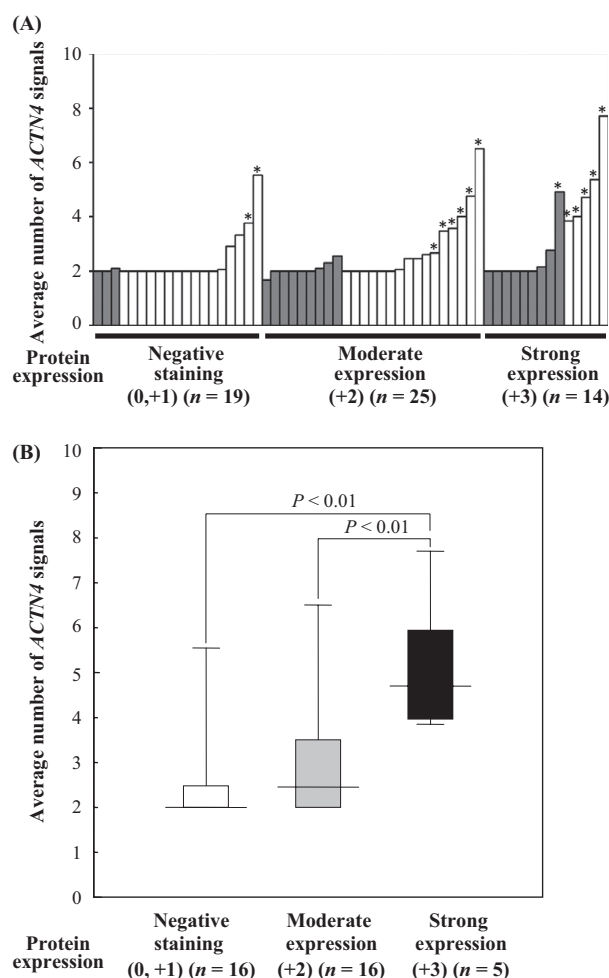 (A)
Average number of ACTN4 signals
10
8
6
4
2
0
* * * * * * * * * * * * * *
Protein expression
Negative staining (0,+1) (n = 19)
Moderate expression (+2) (n = 25)
Strong expression (+3) (n = 14)
(B)
Average number of ACTN4 signals
10
9
8
7
6
5
4
3
2
1
0
P < 0.01
P < 0.01
Protein expression
Negative staining (0, +1) (n = 16)
Moderate expression (+2) (n = 16)
Strong expression (+3) (n = 5)